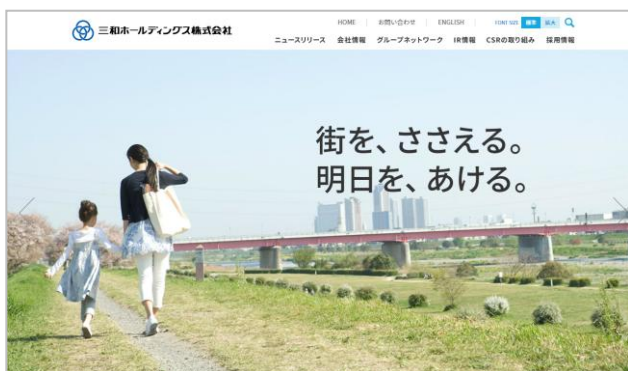 三和ホールディングス株式会社
HOME お問い合わせ ENGLISH FONT SIZE 標準 拡大
ニュースリリース 会社情報 グループネットワーク IR情報 CSRの取り組み 採用情報
街を、ささえる。
明日を、あける。